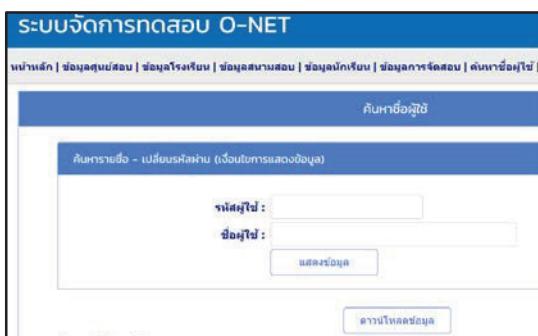 ระบบจัดการทดสอบ O-NET
หน้าหลัก | ข้อมูลศูนย์สอบ | ข้อมูลโรงเรียน | ข้อมูลสนามสอบ | ข้อมูลนักเรียน | ข้อมูลการจัดสอบ | ค้นหาชื่อผู้ใช้ |
ค้นหาชื่อผู้ใช้
ค้นหารายชื่อ - เปลี่ยนรหัสผ่าน (เงื่อนไขการแสดงข้อมูล)
รหัสผู้ใช้ :
ชื่อผู้ใช้ :
แสดงข้อมูล
ดาวน์โหลดข้อมูล